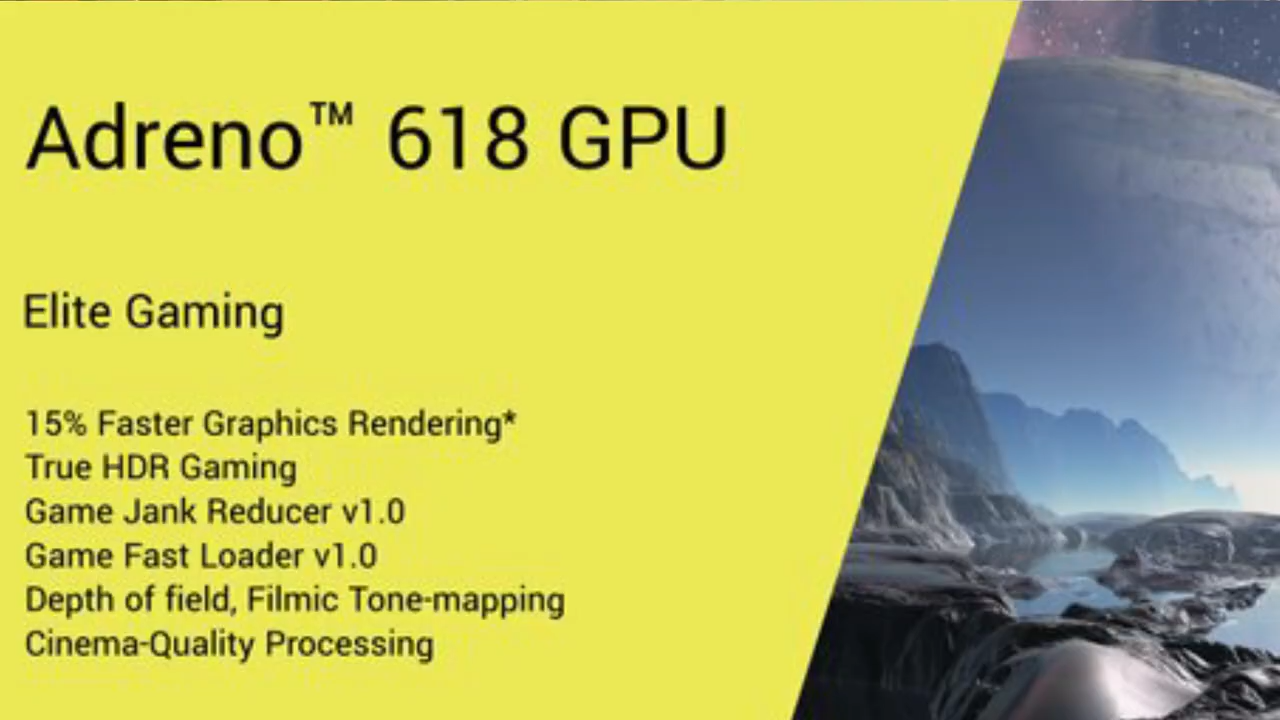 Adreno™ 618 GPU
Elite Gaming
15% Faster Graphics Rendering*
True HDR Gaming
Game Jank Reducer v1.0
Game Fast Loader v1.0
Depth of field, Filmic Tone-mapping
Cinema-Quality Processing